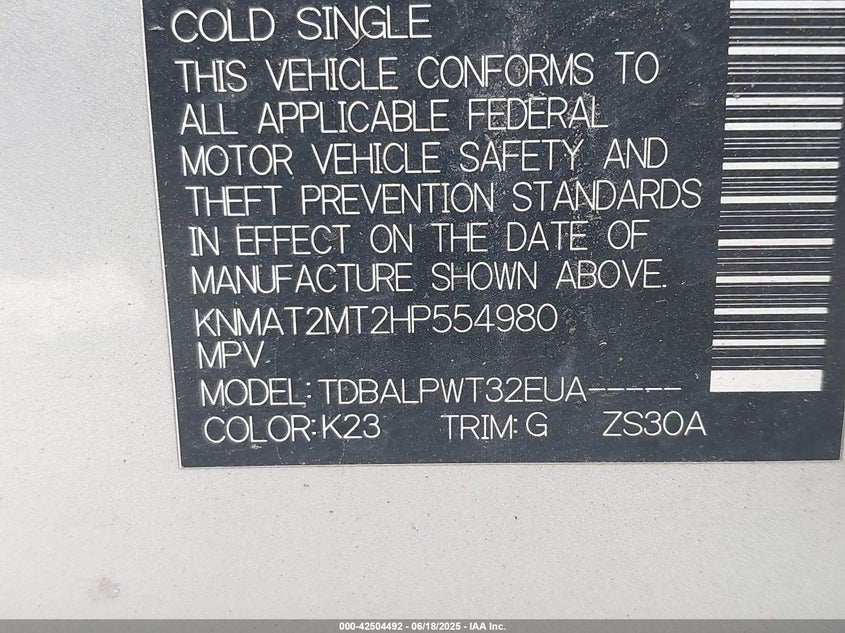 COLD SINGLE
THIS VEHICLE CONFORMS TO
ALL APPLICABLE FEDERAL
MOTOR VEHICLE SAFETY AND
THEFT PREVENTION STANDARDS
IN EFFECT ON THE DATE OF
MANUFACTURE SHOWN ABOVE.
KNMAT2MT2HP554980
MPV
MODEL:TDBALPWT32EUA-----
COLOR:K23 TRIM:G ZS30A
000-42504492 - 06/18/2025 - IAA Inc.